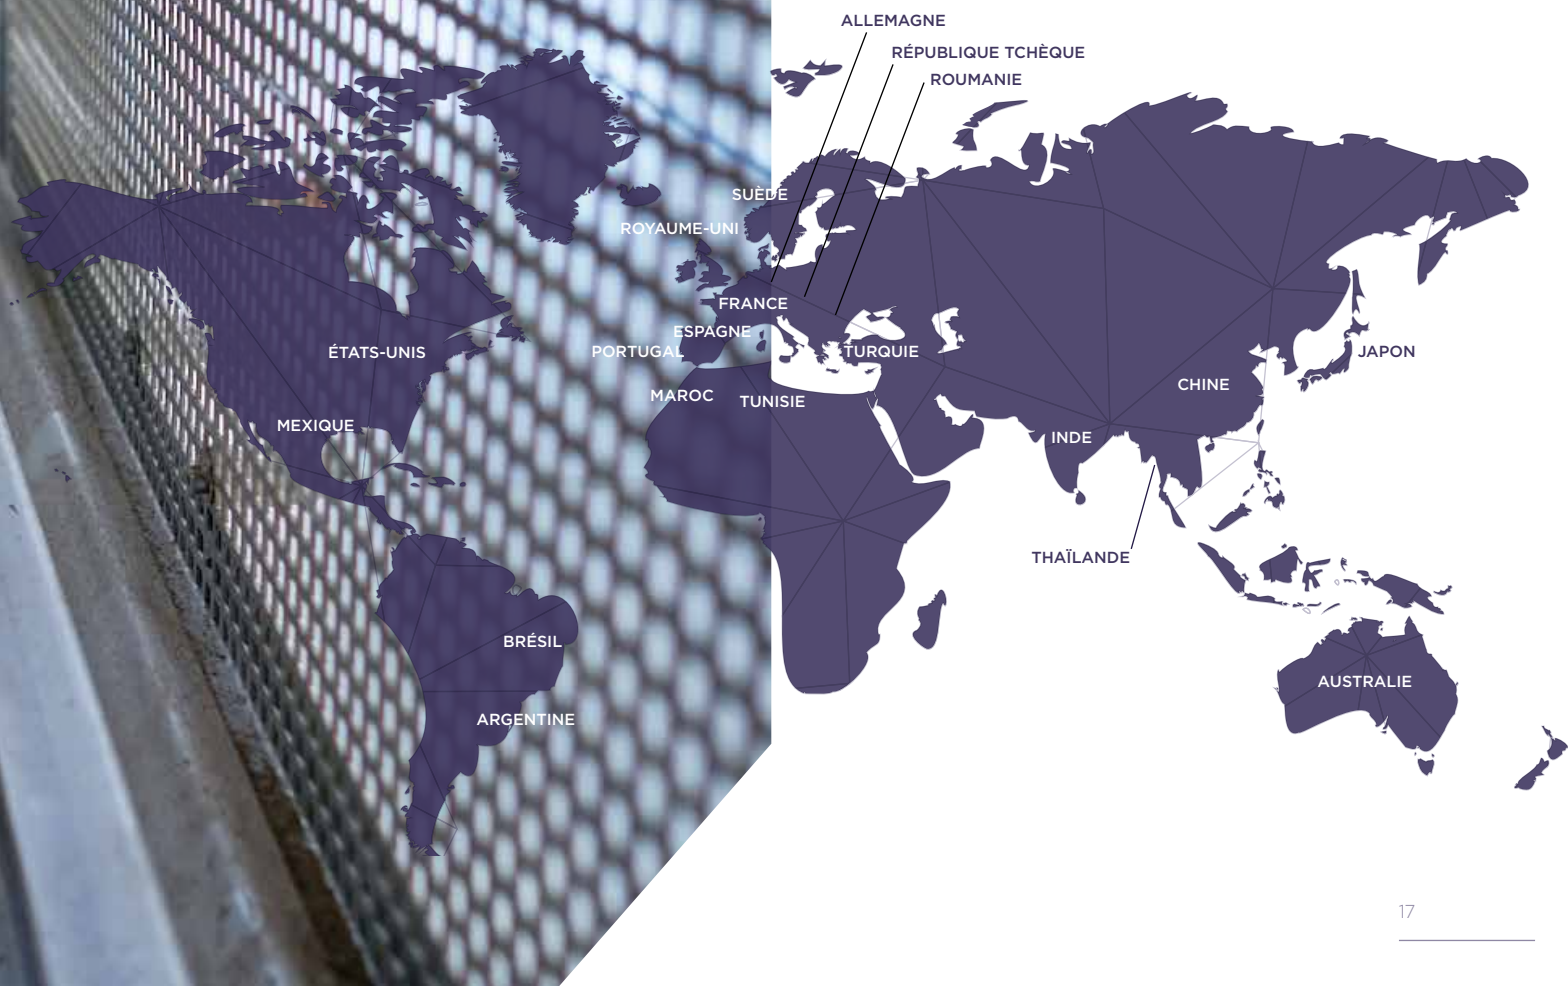 ALLEMAGNE
RÉPUBLIQUE TCHÈQUE
ROUMANIE
SUÈDE
ROYAUME-UNI
FRANCE
ESPAGNE
PORTUGAL
TURQUIE
ÉTATS-UNIS
JAPON
CHINE
MAROC
TUNISIE
MEXIQUE
INDE
THAÏLANDE
BRÉSIL
AUSTRALIE
ARGENTINE
17